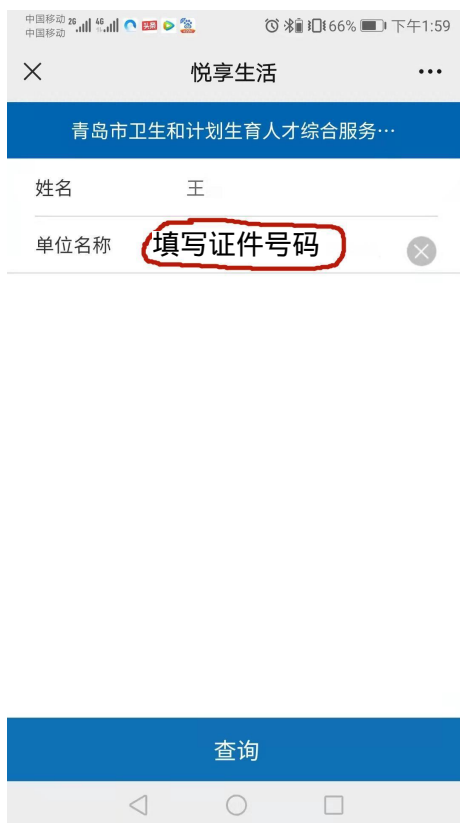 中国移动 26 46 66% 下午1:59
中国移动
悦享生活
青岛市卫生和计划生育人才综合服务…
姓名 王
单位名称 填写证件号码
查询